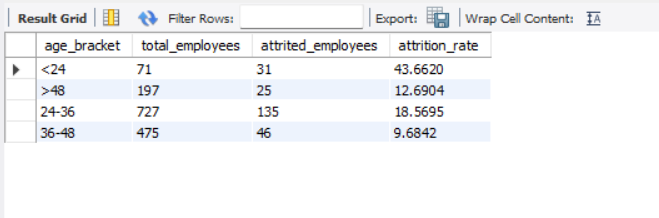 Result Grid Filter Rows: Export: Wrap Cell Content: IA
age_bracket total_employees attrited_employees attrition_rate
<24 71 31 43.6620
>48 197 25 12.6904
24-36 727 135 18.5695
36-48 475 46 9.6842